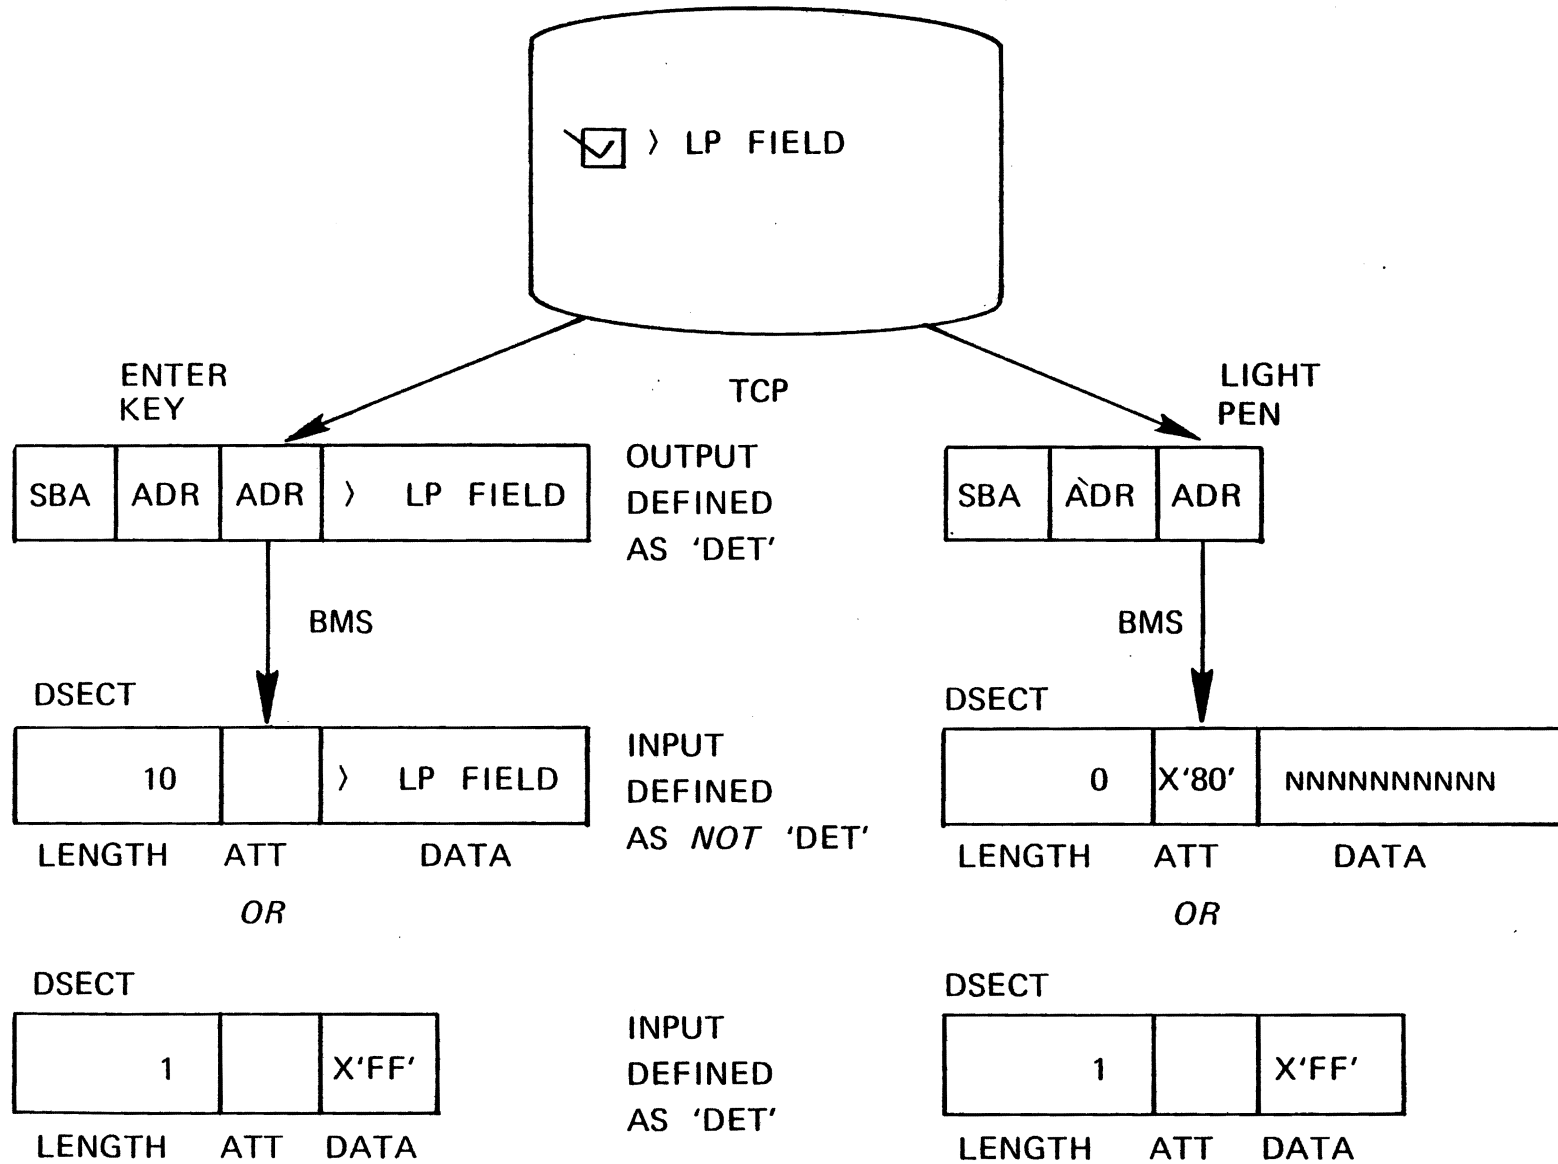 〉 LP FIELD
ENTER
KEY
TCP
LIGHT
PEN
SBA ADR ADR 〉 LP FIELD
OUTPUT
DEFINED
AS 'DET'
SBA ADR ADR
BMS
BMS
DSECT
10 〉 LP FIELD
LENGTH ATT DATA
INPUT
DEFINED
AS NOT 'DET'
DSECT
0 X'80' NNNNNNNNNN
LENGTH ATT DATA
OR
OR
DSECT
1 X'FF'
LENGTH ATT DATA
INPUT
DEFINED
AS 'DET'
DSECT
1 X'FF'
LENGTH ATT DATA